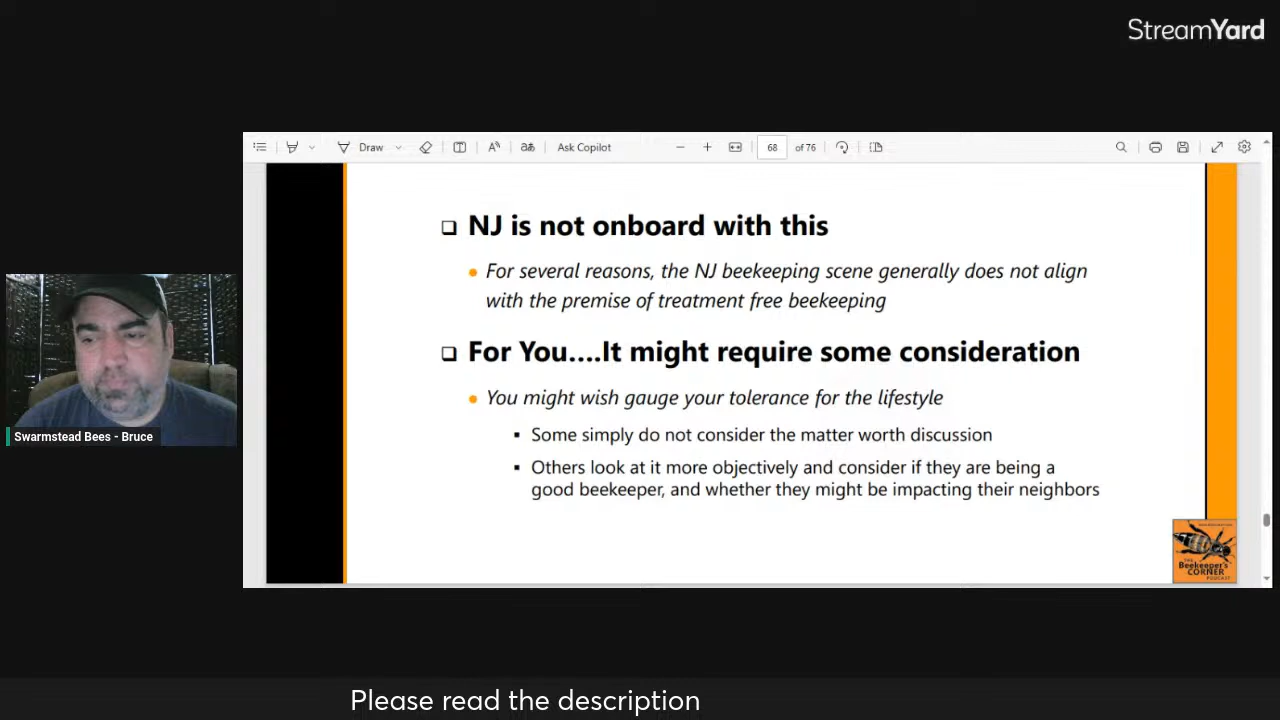 StreamYard
Draw
Ask Copilot
68 of 76
NJ is not onboard with this
For several reasons, the NJ beekeeping scene generally does not align
with the premise of treatment free beekeeping
For You....It might require some consideration
You might wish gauge your tolerance for the lifestyle
Some simply do not consider the matter worth discussion
Others look at it more objectively and consider if they are being a
good beekeeper, and whether they might be impacting their neighbors
Swarmstead Bees - Bruce
THE
Beekeeper's
CORNER
PODCAST
Please read the description